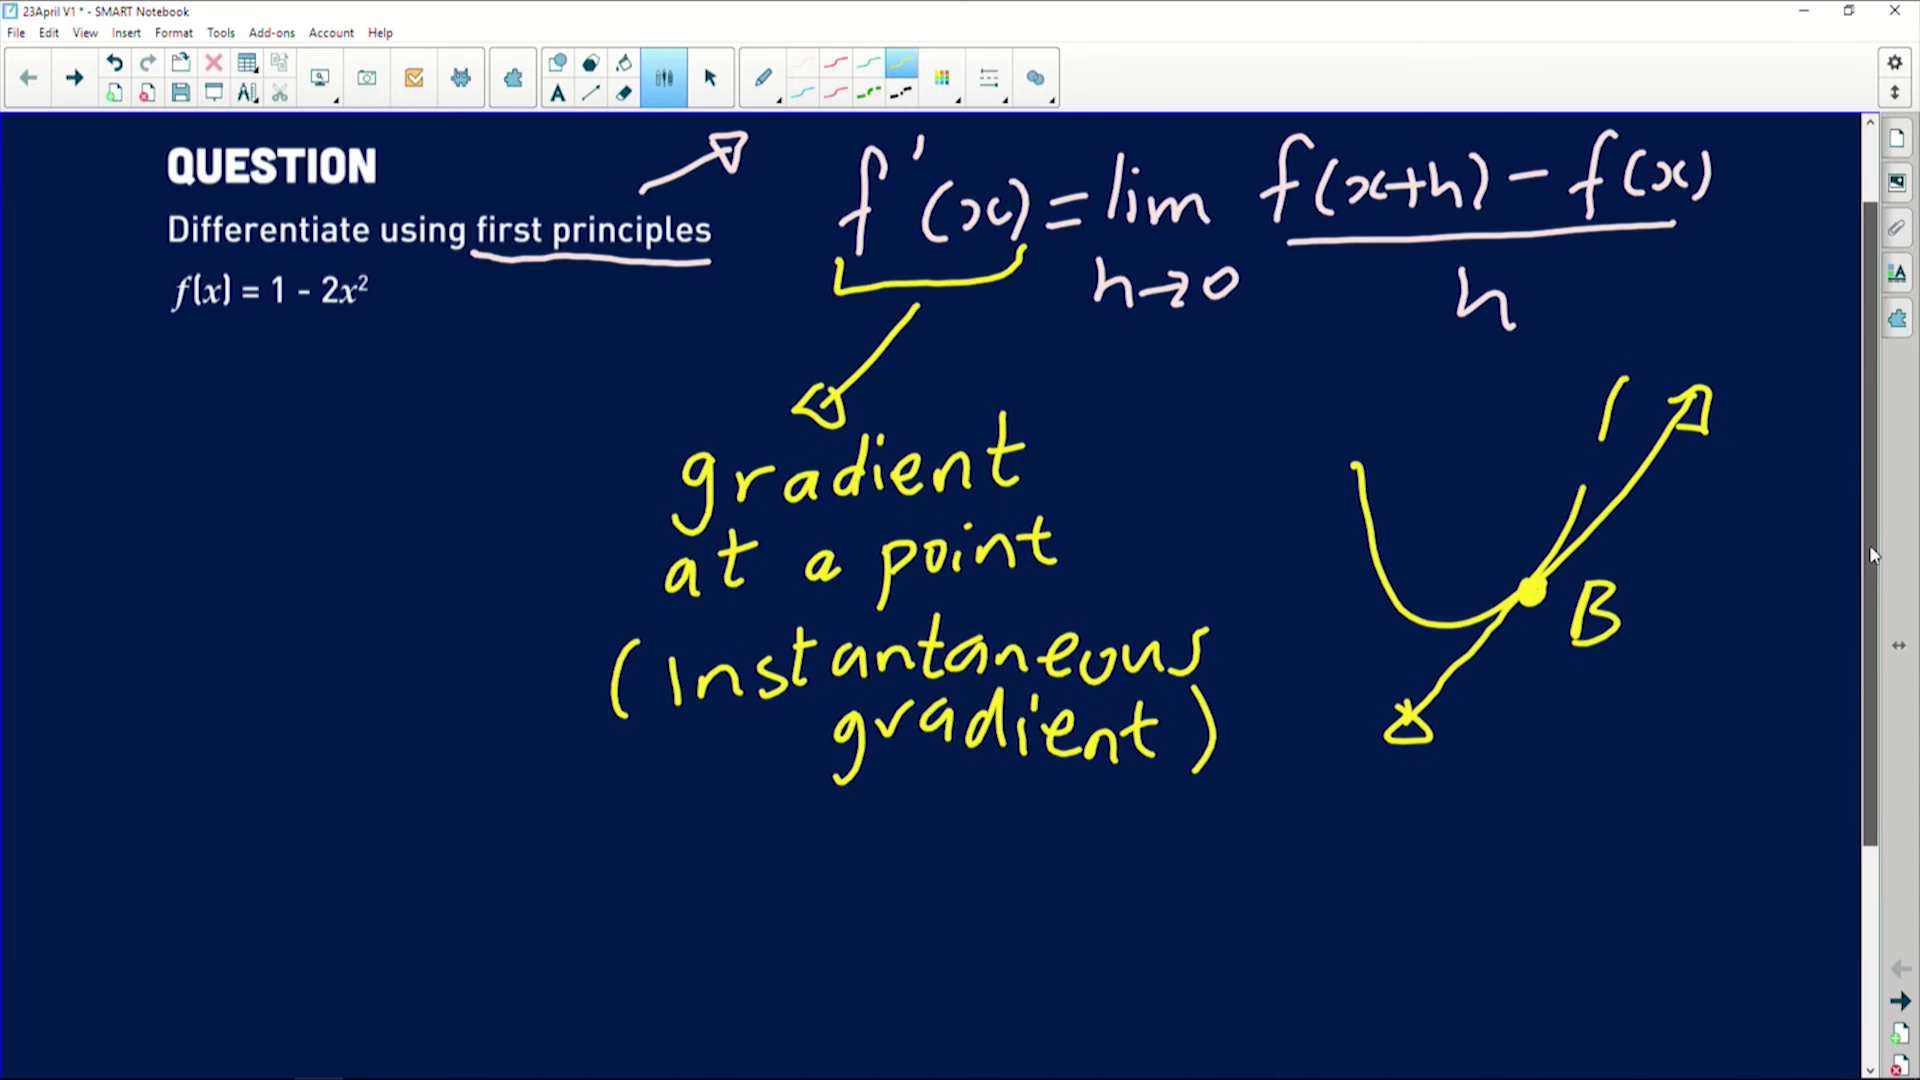 23April V1 * - SMART Notebook
File Edit View Insert Format Tools Add-ons Account Help
QUESTION
Differentiate using first principles
f(x) = 1 - 2x²
f'(x) = lim f(x+h) - f(x)
h→0 h
gradient
at a point
(Instantaneous
gradient)
B